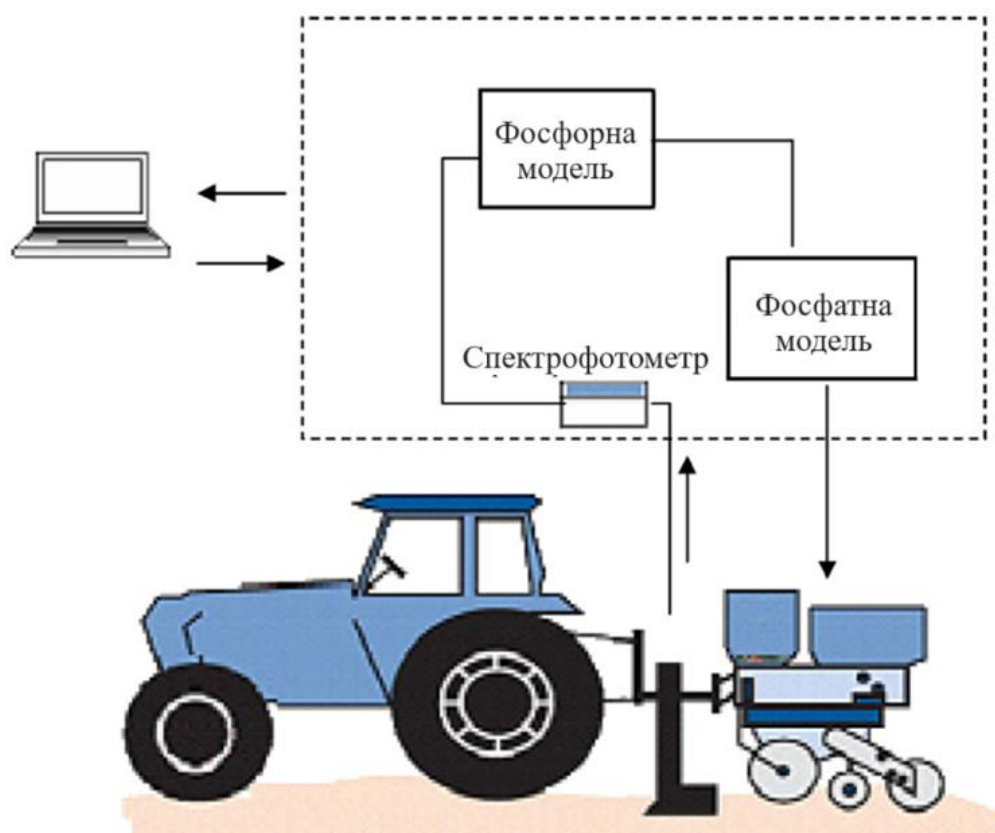 Фосфорна
модель
Фосфатна
модель
Спектрофотометр